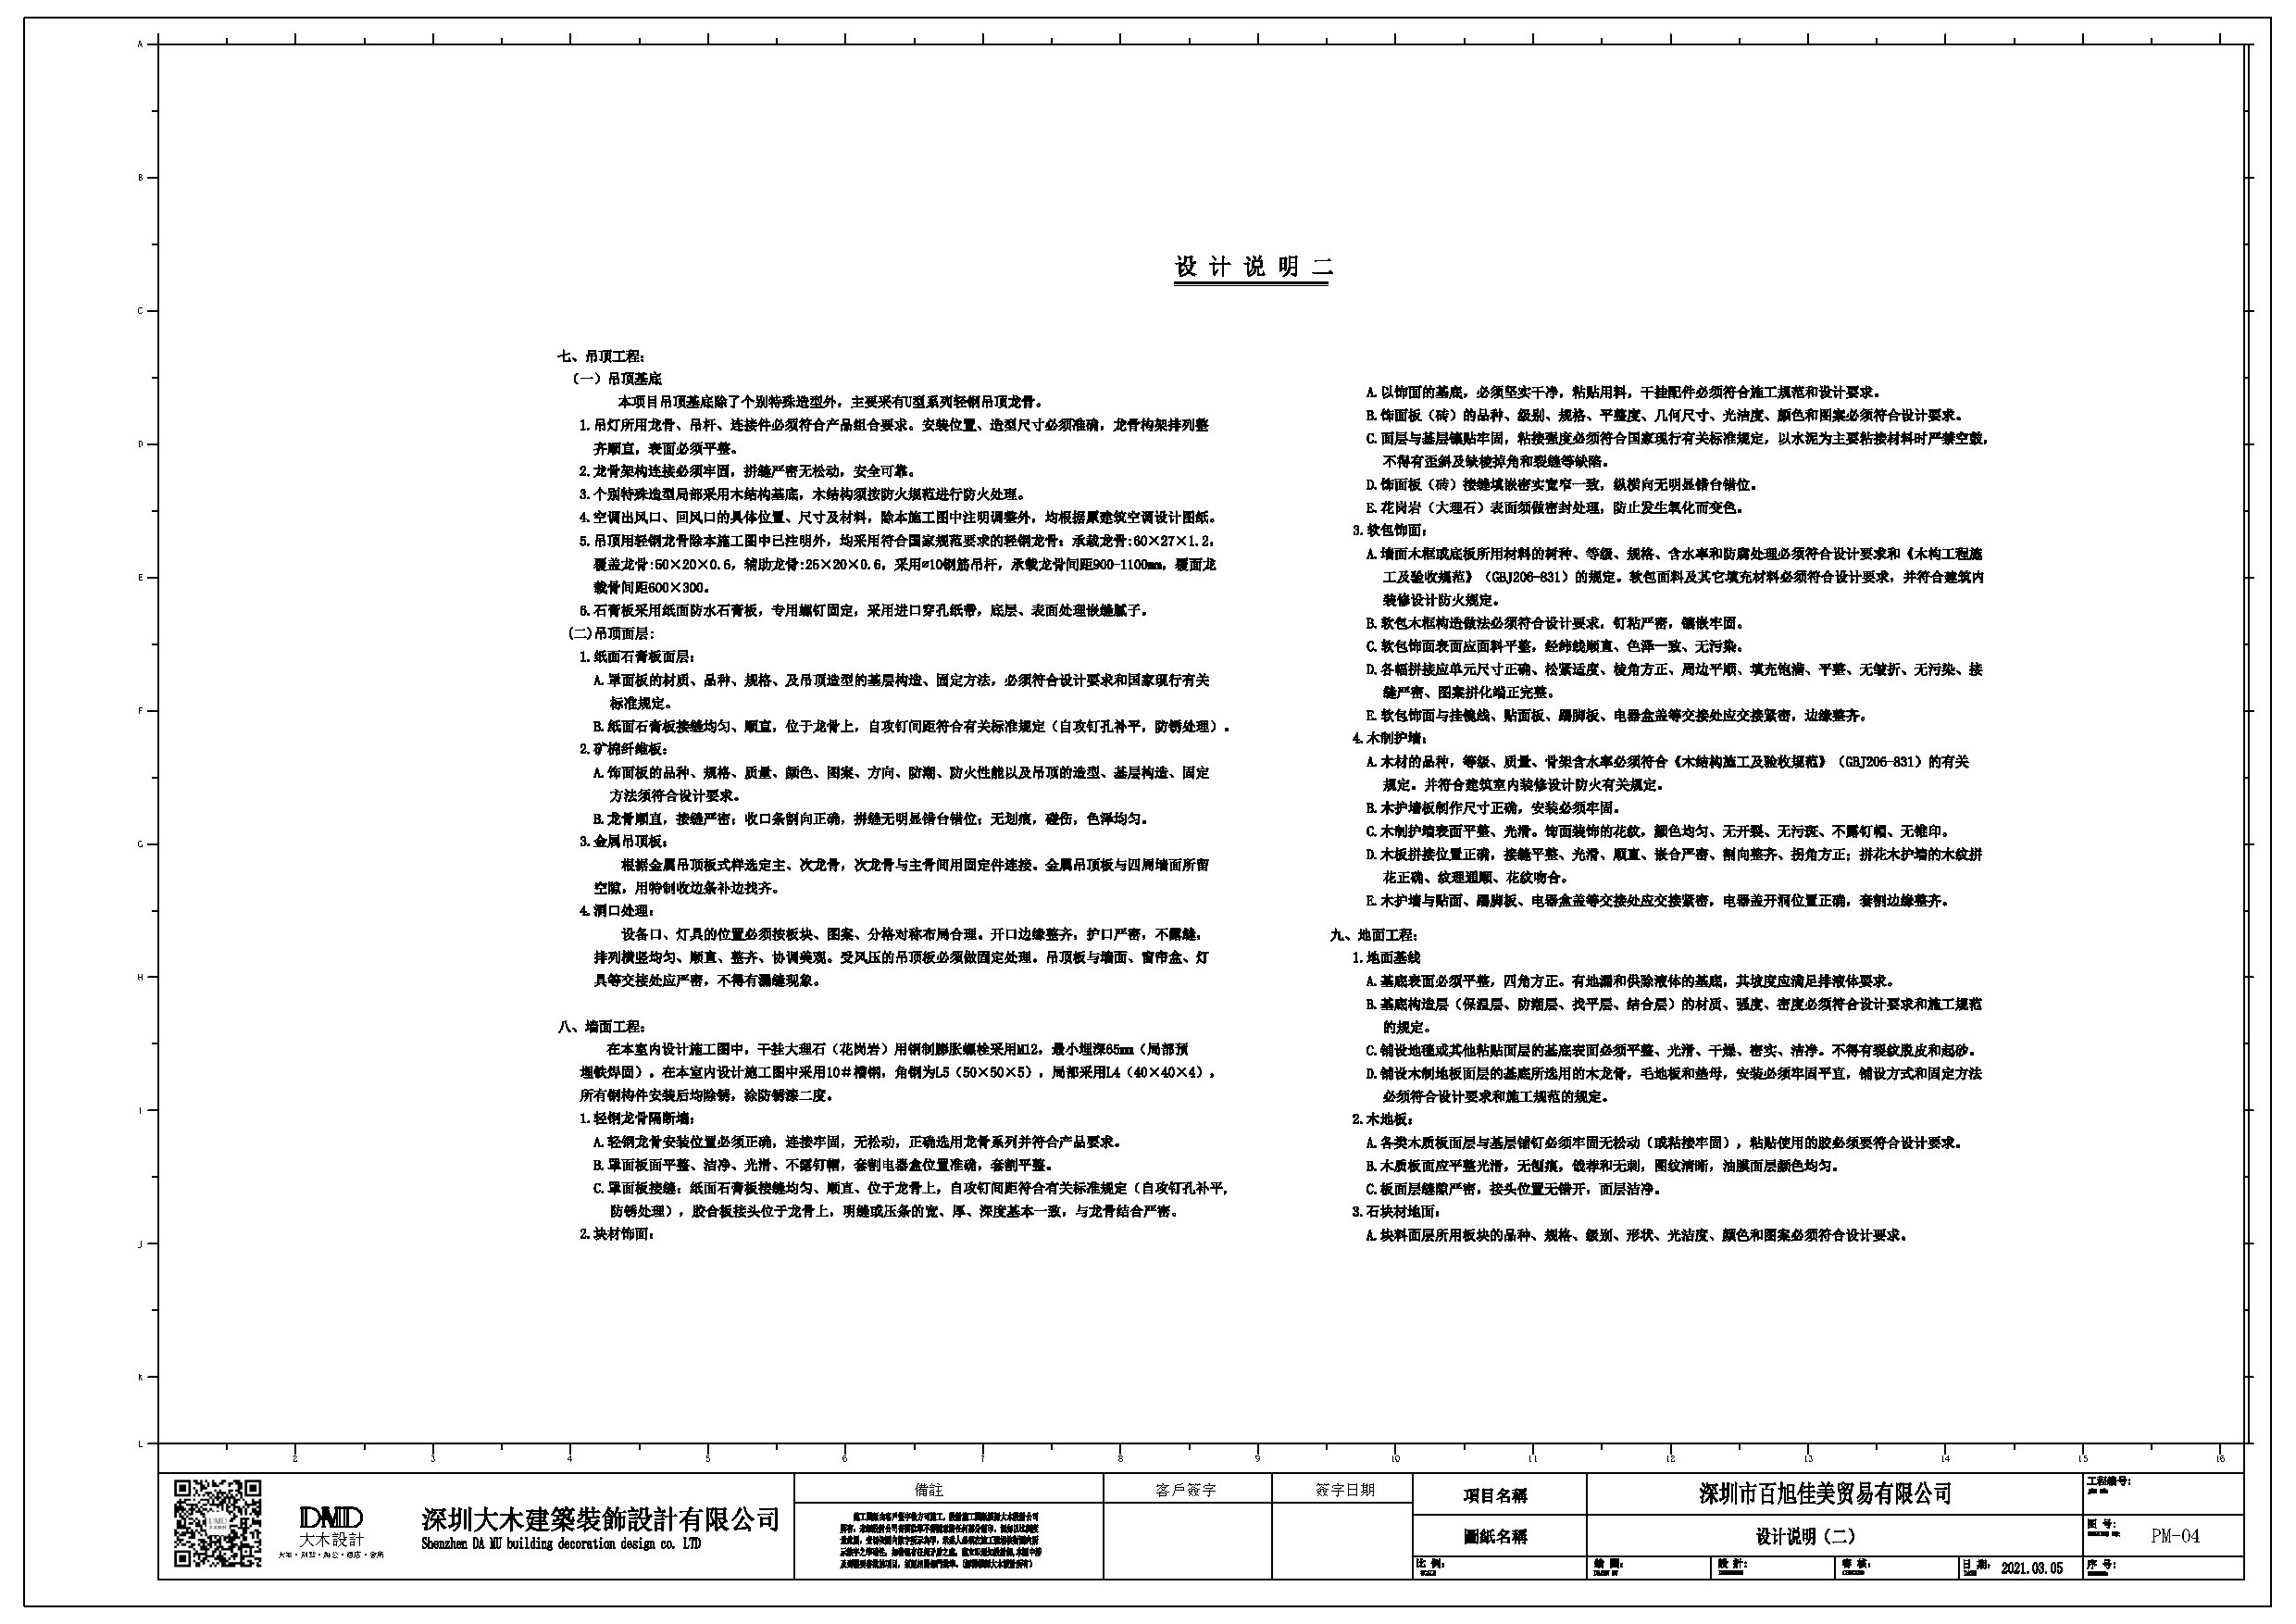 设计说明二
七、吊顶工程：
（一）吊顶基底
本项目吊顶基底除了个别特殊造型外，主要采有U型系列轻钢吊顶龙骨。
1.吊灯所用龙骨、吊杆、连接件必须符合产品组合要求。安装位置、造型尺寸必须准确，龙骨构架排列整
齐顺直，表面必须平整。
2.龙骨架构连接必须牢固，拼缝严密无松动，安全可靠。
3.个别特殊造型局部采用木结构基底，木结构须按防火规范进行防火处理。
4.空调出风口、回风口的具体位置、尺寸及材料，除本施工图中注明调整外，均根据原建筑空调设计图纸。
5.吊顶用轻钢龙骨除本施工图中已注明外，均采用符合国家规范要求的轻钢龙骨：承载龙骨:60×27×1.2，
覆盖龙骨:50×20×0.6，辅助龙骨:25×20×0.6，采用∅10钢筋吊杆，承载龙骨间距900-1100mm，覆面龙
载骨间距600×300。
6.石膏板采用纸面防水石膏板，专用螺钉固定，采用进口穿孔纸带，底层、表面处理嵌缝腻子。
(二)吊顶面层:
1.纸面石膏板面层：
A.罩面板的材质、品种、规格、及吊顶造型的基层构造、固定方法，必须符合设计要求和国家现行有关
标准规定。
B.纸面石膏板接缝均匀、顺直，位于龙骨上，自攻钉间距符合有关标准规定（自攻钉孔补平，防锈处理）。
2.矿棉纤维板：
A.饰面板的品种、规格、质量、颜色、图案、方向、防潮、防火性能以及吊顶的造型、基层构造、固定
方法须符合设计要求。
B.龙骨顺直，接缝严密；收口条割向正确，拼缝无明显错台错位；无划痕，碰伤，色泽均匀。
3.金属吊顶板：
根据金属吊顶板式样选定主、次龙骨，次龙骨与主骨间用固定件连接。金属吊顶板与四周墙面所留
空隙，用特制收边条补边找齐。
4.洞口处理：
设备口、灯具的位置必须按板块、图案、分格对称布局合理。开口边缘整齐，护口严密，不露缝，
排列横竖均匀、顺直、整齐、协调美观。受风压的吊顶板必须做固定处理。吊顶板与墙面、窗帘盒、灯
具等交接处应严密，不得有漏缝现象。
八、墙面工程：
在本室内设计施工图中，干挂大理石（花岗岩）用钢制膨胀螺栓采用M12，最小埋深65mm（局部预
埋铁焊固）。在本室内设计施工图中采用10＃槽钢，角钢为L5（50×50×5），局部采用L4（40×40×4），
所有钢构件安装后均除锈，涂防锈漆二度。
1.轻钢龙骨隔断墙：
A.轻钢龙骨安装位置必须正确，连接牢固，无松动，正确选用龙骨系列并符合产品要求。
B.罩面板面平整、洁净、光滑、不露钉帽，套割电器盒位置准确，套割平整。
C.罩面板接缝：纸面石膏板接缝均匀、顺直、位于龙骨上，自攻钉间距符合有关标准规定（自攻钉孔补平，
防锈处理），胶合板接头位于龙骨上，明缝或压条的宽、厚、深度基本一致，与龙骨结合严密。
2.块材饰面：
A.以饰面的基底，必须坚实干净，粘贴用料，干挂配件必须符合施工规范和设计要求。
B.饰面板（砖）的品种、级别、规格、平整度、几何尺寸、光洁度、颜色和图案必须符合设计要求。
C.面层与基层镶贴牢固，粘接强度必须符合国家现行有关标准规定，以水泥为主要粘接材料时严禁空鼓，
不得有歪斜及缺棱掉角和裂缝等缺陷。
D.饰面板（砖）接缝填嵌密实宽窄一致，纵横向无明显错台错位。
E.花岗岩（大理石）表面须做密封处理，防止发生氧化而变色。
3.软包饰面：
A.墙面木框或底板所用材料的树种、等级、规格、含水率和防腐处理必须符合设计要求和《木构工程施
工及验收规范》（GBJ206-831）的规定。软包面料及其它填充材料必须符合设计要求，并符合建筑内
装修设计防火规定。
B.软包木框构造做法必须符合设计要求，钉粘严密，镶嵌牢固。
C.软包饰面表面应面料平整，经纬线顺直、色泽一致、无污染。
D.各幅拼接应单元尺寸正确、松紧适度、棱角方正、周边平顺、填充饱满、平整、无皱折、无污染、接
缝严密、图案拼化端正完整。
E.软包饰面与挂镜线、贴面板、踢脚板、电器盒盖等交接处应交接紧密，边缘整齐。
4.木制护墙：
A.木材的品种，等级、质量、骨架含水率必须符合《木结构施工及验收规范》（GBJ206-831）的有关
规定。并符合建筑室内装修设计防火有关规定。
B.木护墙板制作尺寸正确，安装必须牢固。
C.木制护墙表面平整、光滑。饰面装饰的花纹，颜色均匀、无开裂、无污斑、不露钉帽、无锤印。
D.木板拼接位置正确，接缝平整、光滑、顺直、嵌合严密、割向整齐、拐角方正；拼花木护墙的木纹拼
花正确、纹理通顺、花纹吻合。
E.木护墙与贴面、踢脚板、电器盒盖等交接处应交接紧密，电器盖开洞位置正确，套割边缘整齐。
九、地面工程：
1.地面基线
A.基底表面必须平整，四角方正。有地漏和供除液体的基底，其坡度应满足排液体要求。
B.基底构造层（保温层、防潮层、找平层、结合层）的材质、强度、密度必须符合设计要求和施工规范
的规定。
C.铺设地毯或其他粘贴面层的基底表面必须平整、光滑、干燥、密实、洁净。不得有裂纹脱皮和起砂。
D.铺设木制地板面层的基底所选用的木龙骨，毛地板和垫母，安装必须牢固平直，铺设方式和固定方法
必须符合设计要求和施工规范的规定。
2.木地板：
A.各类木质板面层与基层铺钉必须牢固无松动（或粘接牢固），粘贴使用的胶必须要符合设计要求。
B.木质板面应平整光滑，无刨痕，戗荐和无刺，图纹清晰，油膜面层颜色均匀。
C.板面层缝隙严密，接头位置无错开，面层洁净。
3.石块材地面：
A.块料面层所用板块的品种、规格、级别、形状、光洁度、颜色和图案必须符合设计要求。
DMD
大木設計
深圳大木建築裝飾設計有限公司
Shenzhen DA MU building decoration design co. LTD
備註
客戶簽字
簽字日期
項目名稱
深圳市百旭佳美贸易有限公司
圖紙名稱
设计说明（二）
工程编号:
图 号:
PM-04
比 例:
繪 圖:
設 計:
審 核:
日 期:
2021.03.05
序 号: